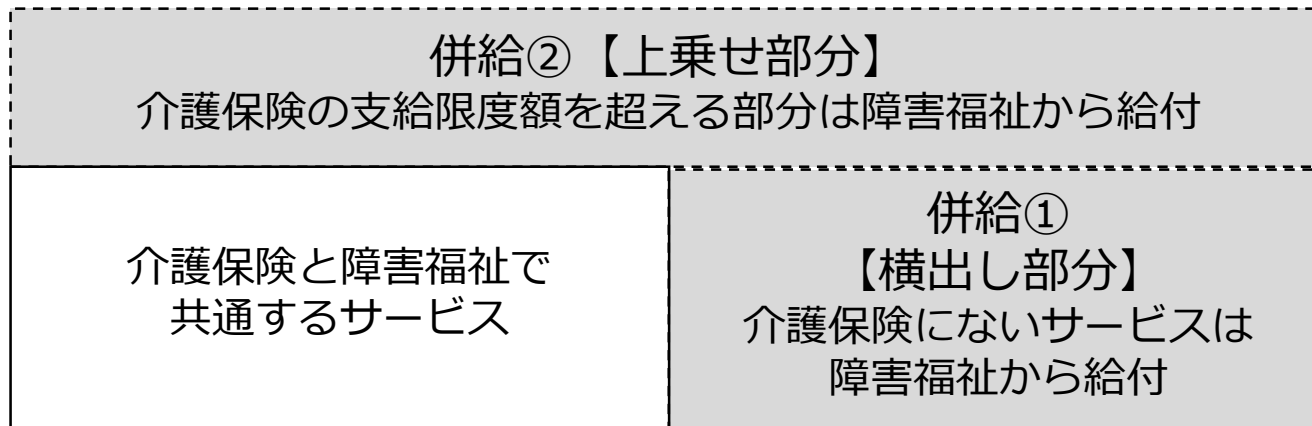 併給②【上乗せ部分】
介護保険の支給限度額を超える部分は障害福祉から給付
介護保険と障害福祉で
共通するサービス
併給①
【横出し部分】
介護保険にないサービスは
障害福祉から給付